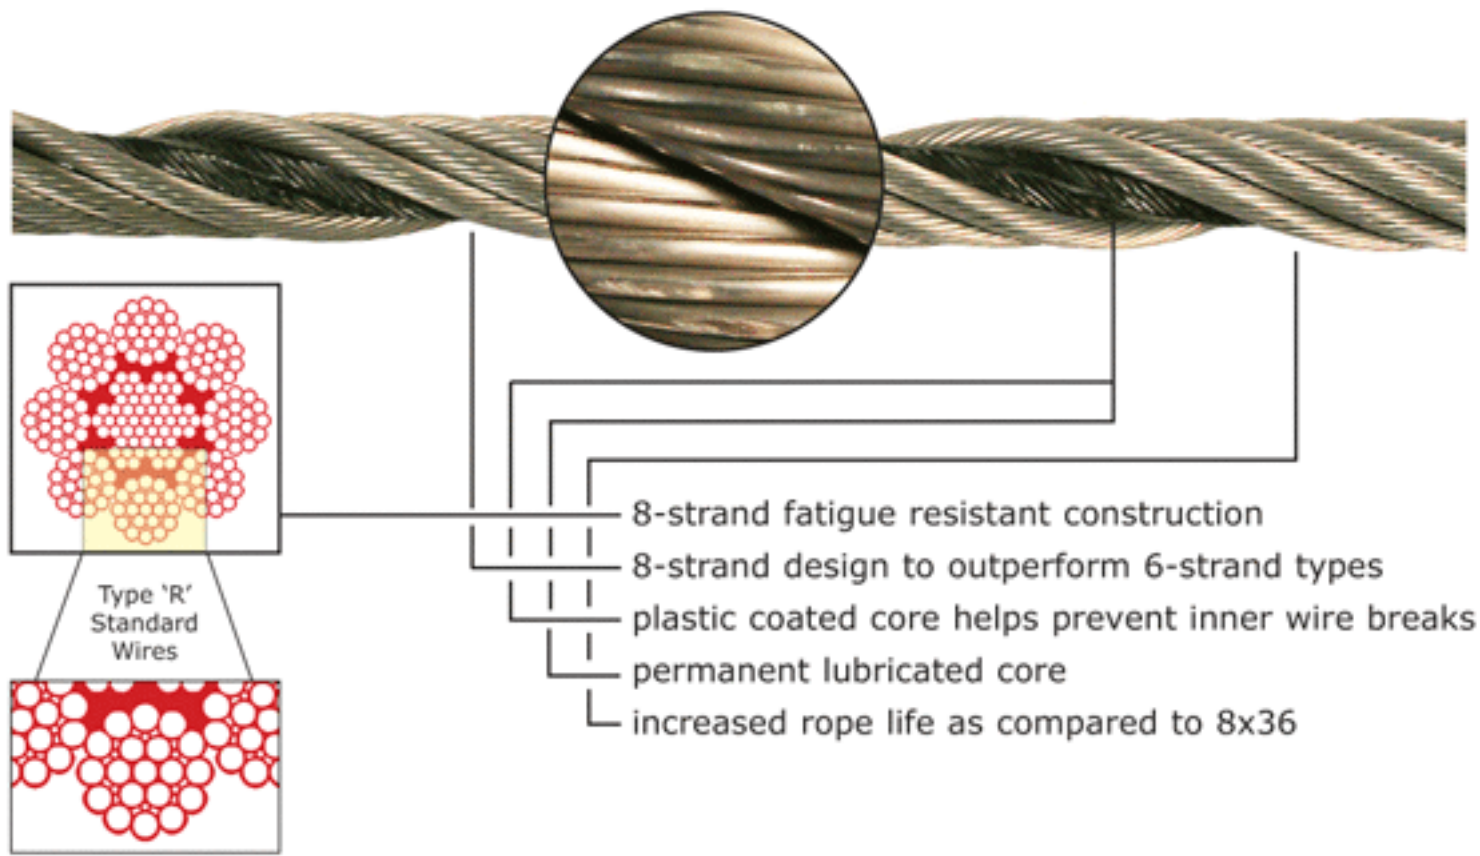 8-strand fatigue resistant construction
8-strand design to outperform 6-strand types
plastic coated core helps prevent inner wire breaks
permanent lubricated core
increased rope life as compared to 8x36
Type ‘R’
Standard
Wires